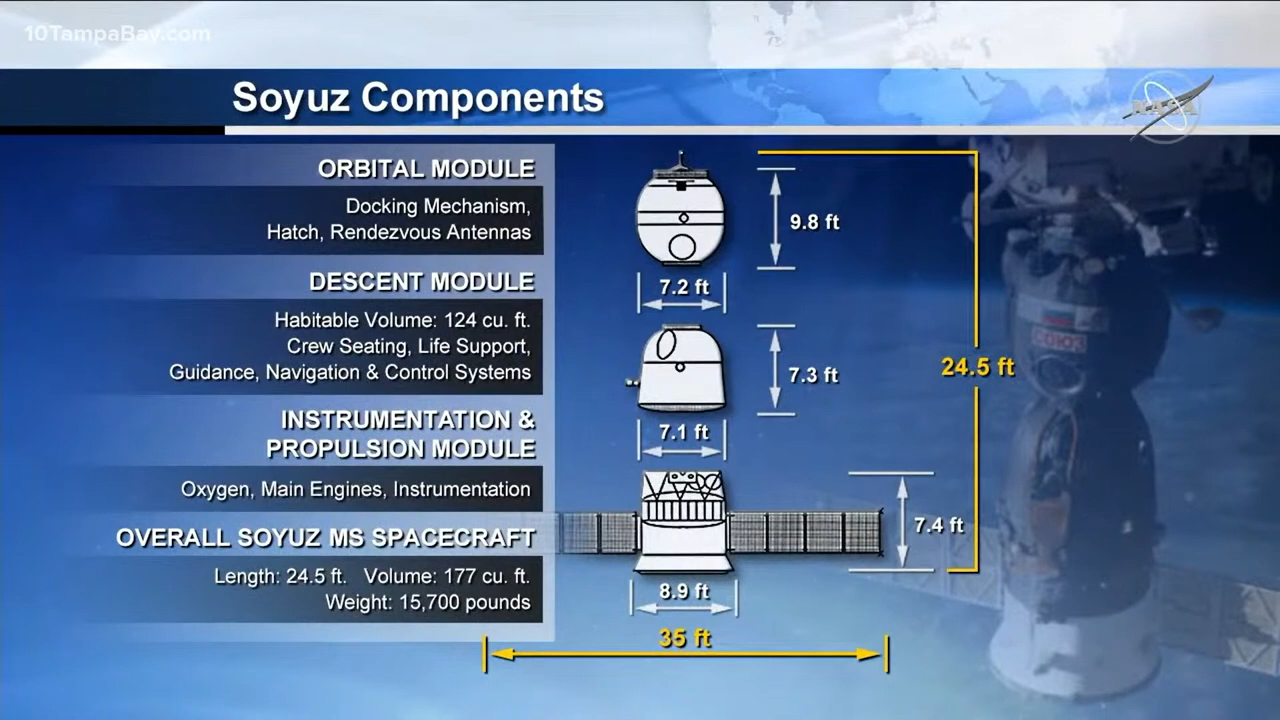 10TampaBay.com
Soyuz Components
NASA
ORBITAL MODULE
Docking Mechanism,
Hatch, Rendezvous Antennas
DESCENT MODULE
Habitable Volume: 124 cu. ft.
Crew Seating, Life Support,
Guidance, Navigation & Control Systems
INSTRUMENTATION &
PROPULSION MODULE
Oxygen, Main Engines, Instrumentation
OVERALL SOYUZ MS SPACECRAFT
Length: 24.5 ft. Volume: 177 cu. ft.
Weight: 15,700 pounds
9.8 ft
7.2 ft
7.3 ft
7.1 ft
7.4 ft
8.9 ft
35 ft
24.5 ft
СОЮЗ